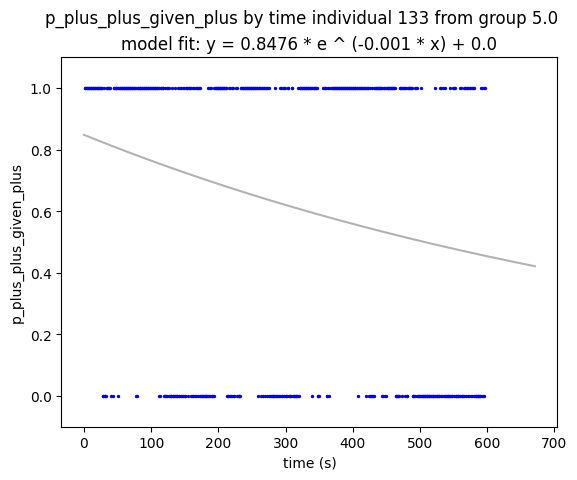 p_plus_plus_given_plus by time individual 133 from group 5.0
model fit: y = 0.8476 * e ^ (-0.001 * x) + 0.0
1.0
0.8
0.6
0.4
0.2
0.0
p_plus_plus_given_plus
0 100 200 300 400 500 600 700
time (s)